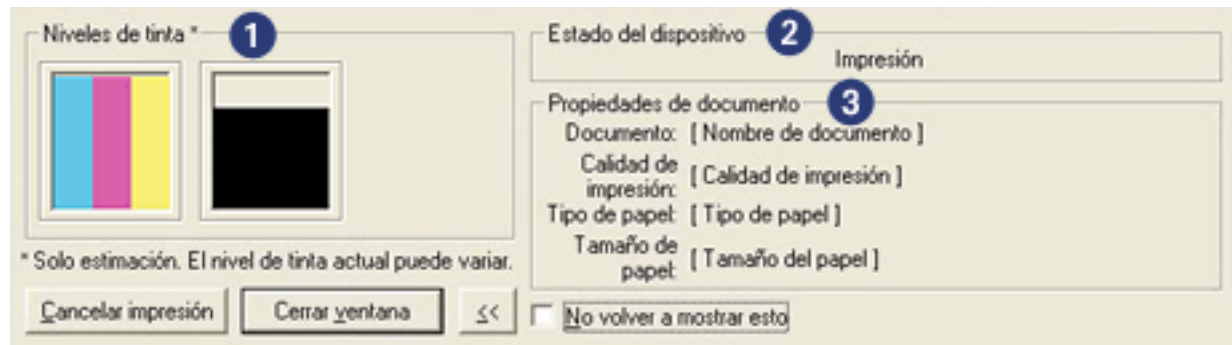 Niveles de tinta * 1
* Solo estimación. El nivel de tinta actual puede variar.
Cancelar impresión Cerrar ventana <<
Estado del dispositivo 2
Impresión
Propiedades de documento 3
Documento: [ Nombre de documento ]
Calidad de
impresión: [ Calidad de impresión ]
Tipo de papel: [ Tipo de papel ]
Tamaño de
papel: [ Tamaño del papel ]
No volver a mostrar esto